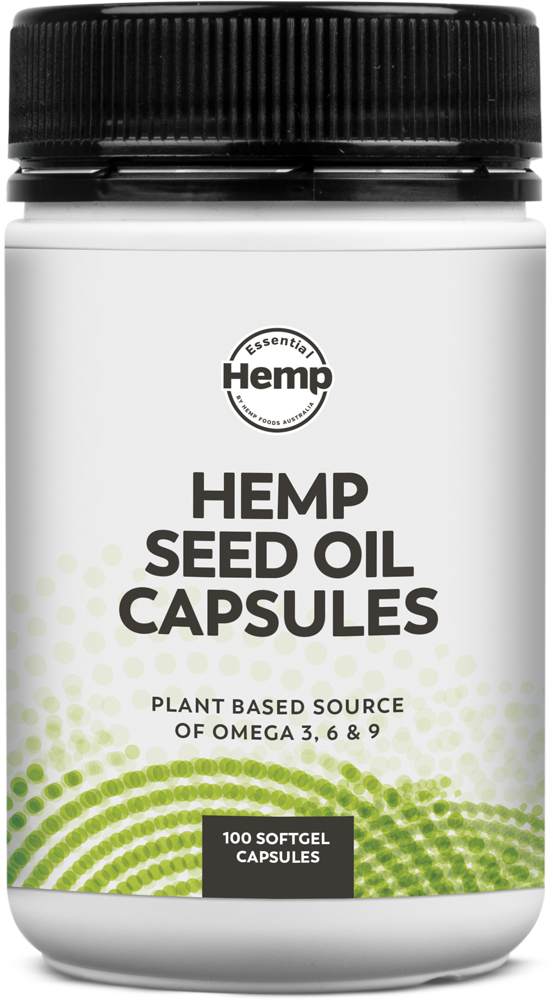 Essential
Hemp
BY HEMP FOODS AUSTRALIA
HEMP
SEED OIL
CAPSULES
PLANT BASED SOURCE
OF OMEGA 3, 6 & 9
100 SOFTGEL
CAPSULES